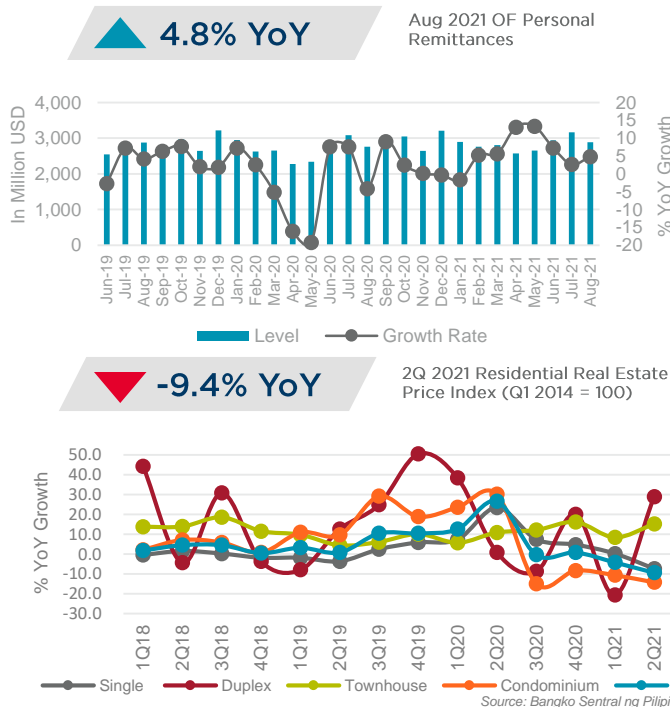 4.8% YoY
Aug 2021 OF Personal
Remittances
In Million USD
4,000
3,000
2,000
1,000
0
20
15
10
5
0
-5
-10
-15
-20
% YoY Growth
Jun-19
Jul-19
Aug-19
Sep-19
Oct-19
Nov-19
Dec-19
Jan-20
Feb-20
Mar-20
Apr-20
May-20
Jun-20
Jul-20
Aug-20
Sep-20
Oct-20
Nov-20
Dec-20
Jan-21
Feb-21
Mar-21
Apr-21
May-21
Jun-21
Jul-21
Aug-21
Level
Growth Rate
-9.4% YoY
2Q 2021 Residential Real Estate
Price Index (Q1 2014 = 100)
% YoY Growth
50.0
40.0
30.0
20.0
10.0
0.0
-10.0
-20.0
-30.0
1Q18
2Q18
3Q18
4Q18
1Q19
2Q19
3Q19
4Q19
1Q20
2Q20
3Q20
4Q20
1Q21
2Q21
Single
Duplex
Townhouse
Condominium
Source: Bangko Sentral ng Pilipi